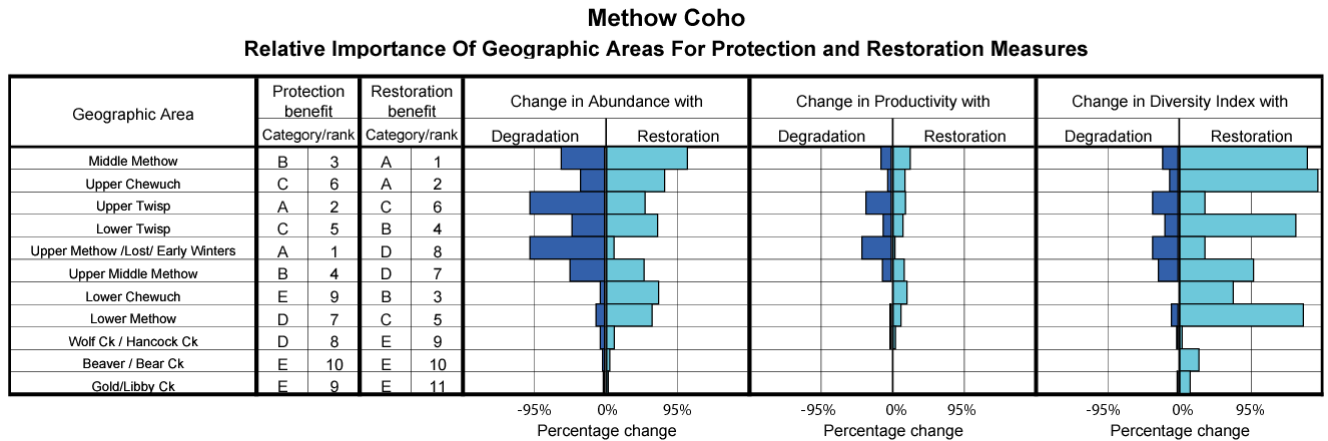 Methow Coho
Relative Importance Of Geographic Areas For Protection and Restoration Measures
Geographic Area
Protection benefit
Restoration benefit
Change in Abundance with
Change in Productivity with
Change in Diversity Index with
Category/rank
Category/rank
Degradation
Restoration
Degradation
Restoration
Degradation
Restoration
Middle Methow B 3 A 1
Upper Chewuch C 6 A 2
Upper Twisp A 2 C 6
Lower Twisp C 5 B 4
Upper Methow /Lost/ Early Winters A 1 D 8
Upper Middle Methow B 4 D 7
Lower Chewuch E 9 B 3
Lower Methow D 7 C 5
Wolf Ck / Hancock Ck D 8 E 9
Beaver / Bear Ck E 10 E 10
Gold/Libby Ck E 9 E 11
-95% 0% 95%
-95% 0% 95%
-95% 0% 95%
Percentage change
Percentage change
Percentage change